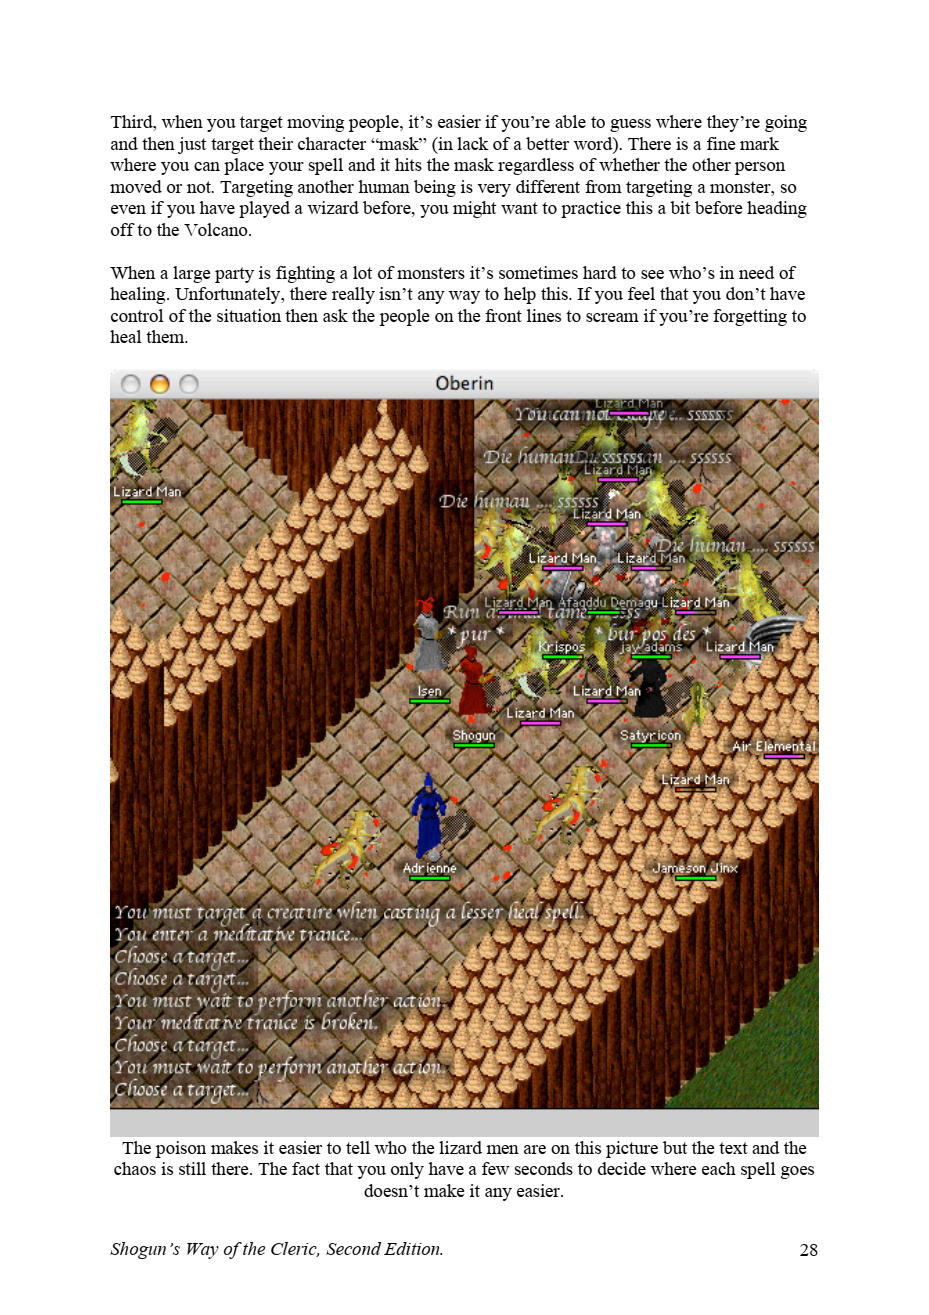 Third, when you target moving people, it’s easier if you’re able to guess where they’re going
and then just target their character “mask” (in lack of a better word). There is a fine mark
where you can place your spell and it hits the mask regardless of whether the other person
moved or not. Targeting another human being is very different from targeting a monster, so
even if you have played a wizard before, you might want to practice this a bit before heading
off to the Volcano.
When a large party is fighting a lot of monsters it’s sometimes hard to see who’s in need of
healing. Unfortunately, there really isn’t any way to help this. If you feel that you don’t have
control of the situation then ask the people on the front lines to scream if you’re forgetting to
heal them.
Oberin
Lizard Man
You can not ... ssssss
Die human ssssss
Lizard Man
Lizard Man
Die human .... ssssss
Lizard Man
Die human .... ssssss
Lizard Man Lizard Man
Lizard Man Afagddu Demagu Lizard Man
Run
* pur * * bur pos des *
Krispos jay adams Lizard Man
Isen Lizard Man
Lizard Man
Shogun Satyricon
Air Elemental
Lizard Man
Adrienne Jameson Jinx
You must target a creature when casting a lesser heal spell.
You enter a meditative trance...
Choose a target...
Choose a target...
You must wait to perform another action.
Your meditative trance is broken.
Choose a target...
You must wait to perform another action.
Choose a target...
The poison makes it easier to tell who the lizard men are on this picture but the text and the
chaos is still there. The fact that you only have a few seconds to decide where each spell goes
doesn’t make it any easier.
Shogun’s Way of the Cleric, Second Edition. 28